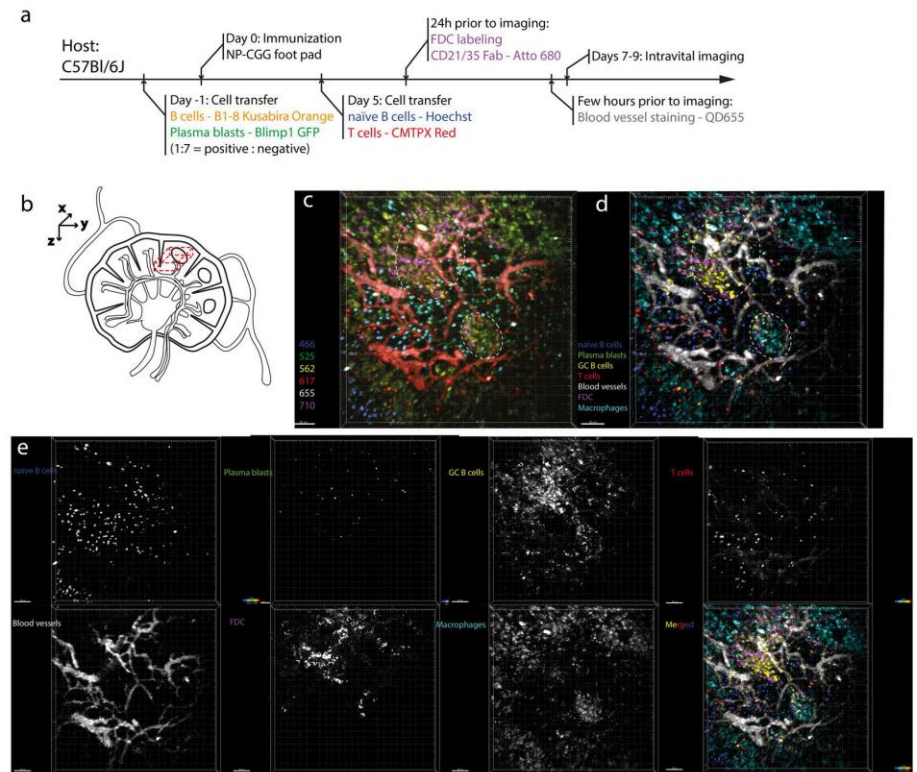 a
Host:
C57Bl/6J
Day 0: Immunization
NP-CGG foot pad
24h prior to imaging:
FDC labeling
CD21/35 Fab - Atto 680
Days 7-9: Intravital imaging
Day -1: Cell transfer
B cells - B1-8 Kusabira Orange
Plasma blasts - Blimp1 GFP
(1:7 = positive : negative)
Day 5: Cell transfer
naïve B cells - Hoechst
T cells - CMTPX Red
Few hours prior to imaging:
Blood vessel staining - QD655
b
x
y
z
c
466
525
562
617
655
710
d
naïve B cells
Plasma blasts
GC B cells
T cells
Blood vessels
FDC
Macrophages
e
naïve B cells
Plasma blasts
GC B cells
T cells
Blood vessels
FDC
Macrophages
Merged